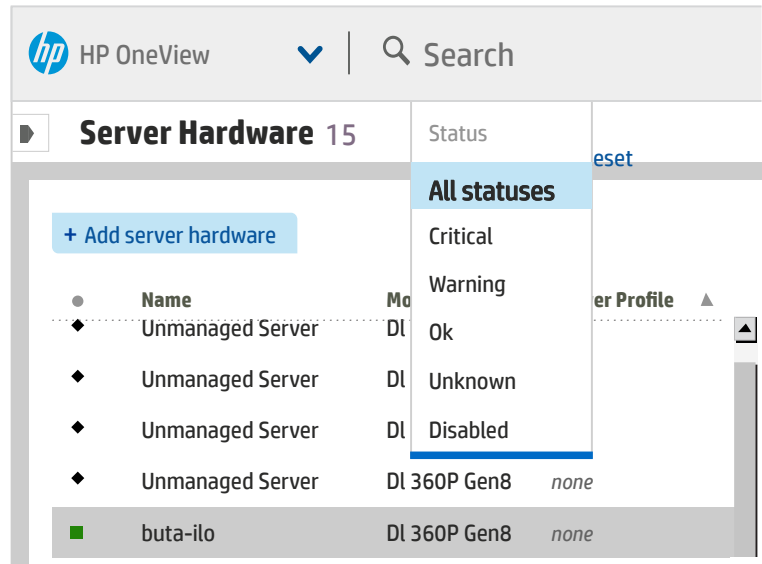 hp HP OneView Search
Server Hardware 15 Status
eset
All statuses
+ Add server hardware Critical
Warning
Name Mo er Profile
Unmanaged Server Dl Ok
Unmanaged Server Dl Unknown
Unmanaged Server Dl Disabled
Unmanaged Server Dl 360P Gen8 none
buta-ilo Dl 360P Gen8 none